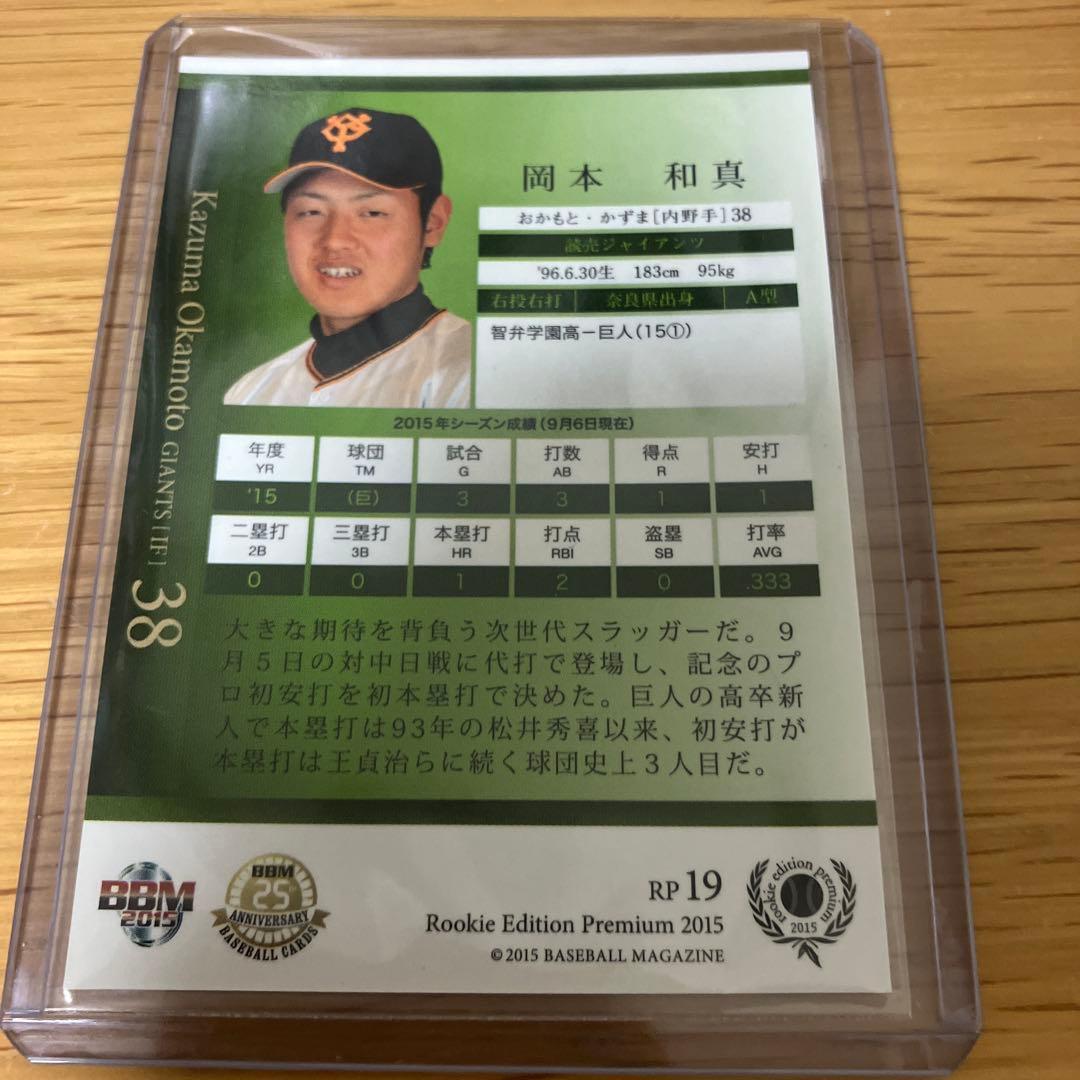 岡本 和真
おかもと・かずま[内野手]38
読売ジャイアンツ
'96.6.30生 183cm 95kg
右投右打 奈良県出身 A型
智弁学園高－巨人(15①)
Kazuma Okamoto GIANTS [IF] 38
2015年シーズン成績(9月6日現在)
年度 球団 試合 打数 得点 安打
YR TM G AB R H
'15 (巨) 3 3 1 1
二塁打 三塁打 本塁打 打点 盗塁 打率
2B 3B HR RBI SB AVG
0 0 1 2 0 .333
大きな期待を背負う次世代スラッガーだ。9
月5日の対中日戦に代打で登場し、記念のプ
ロ初安打を初本塁打で決めた。巨人の高卒新
人で本塁打は93年の松井秀喜以来、初安打が
本塁打は王貞治らに続く球団史上3人目だ。
BBM
2015
BBM
25th
ANNIVERSARY
BASEBALL CARDS
RP 19
Rookie Edition Premium 2015
©2015 BASEBALL MAGAZINE
rookie edition premium
2015